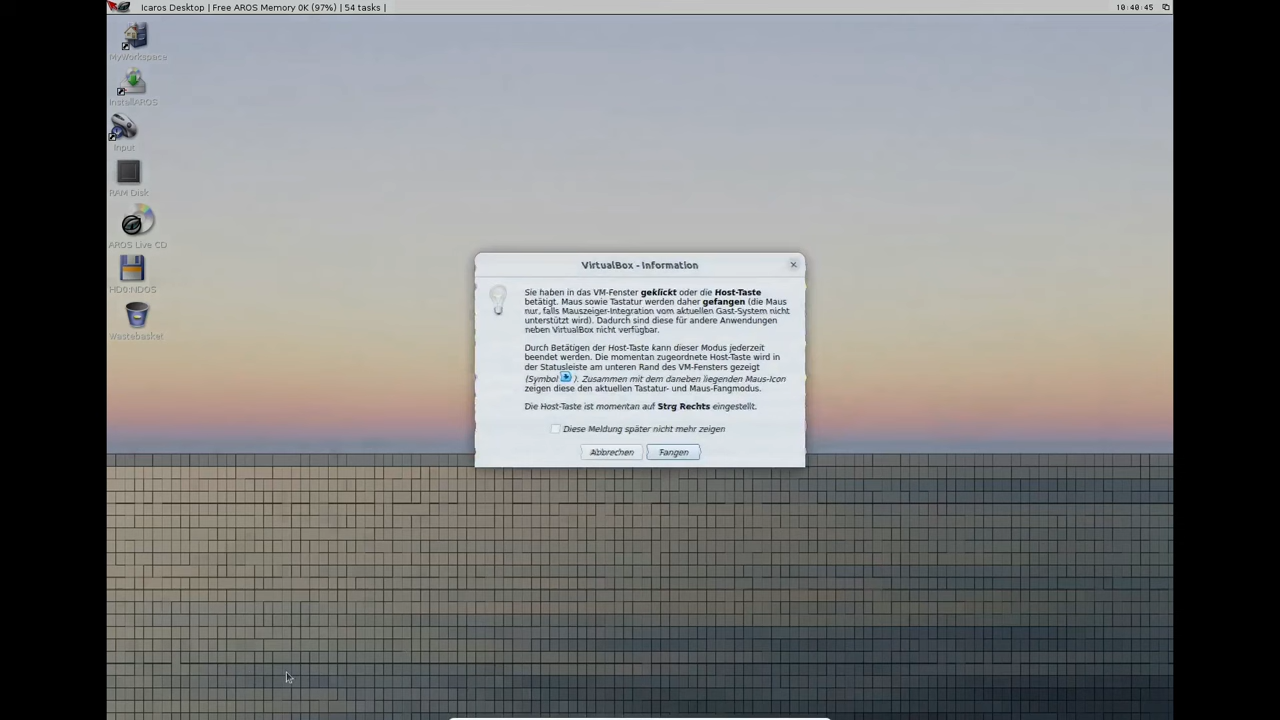 Icaros Desktop | Free AROS Memory 0K (97%) | 54 tasks |
10:40:45
MyWorkspace
InstallAROS
Input
RAM Disk
AROS Live CD
HD0:NDOS
Wastebasket
VirtualBox - Information
Sie haben in das VM-Fenster geklickt oder die Host-Taste
betätigt. Maus sowie Tastatur werden daher gefangen (die Maus
nur, falls Mauszeiger-Integration vom aktuellen Gast-System nicht
unterstützt wird). Dadurch sind diese für andere Anwendungen
neben VirtualBox nicht verfügbar.
Durch Betätigen der Host-Taste kann dieser Modus jederzeit
beendet werden. Die momentan zugeordnete Host-Taste wird in
der Statusleiste am unteren Rand des VM-Fensters gezeigt
(Symbol ). Zusammen mit dem daneben liegenden Maus-Icon
zeigen diese den aktuellen Tastatur- und Maus-Fangmodus.
Die Host-Taste ist momentan auf Strg Rechts eingestellt.
Diese Meldung später nicht mehr zeigen
Abbrechen
Fangen